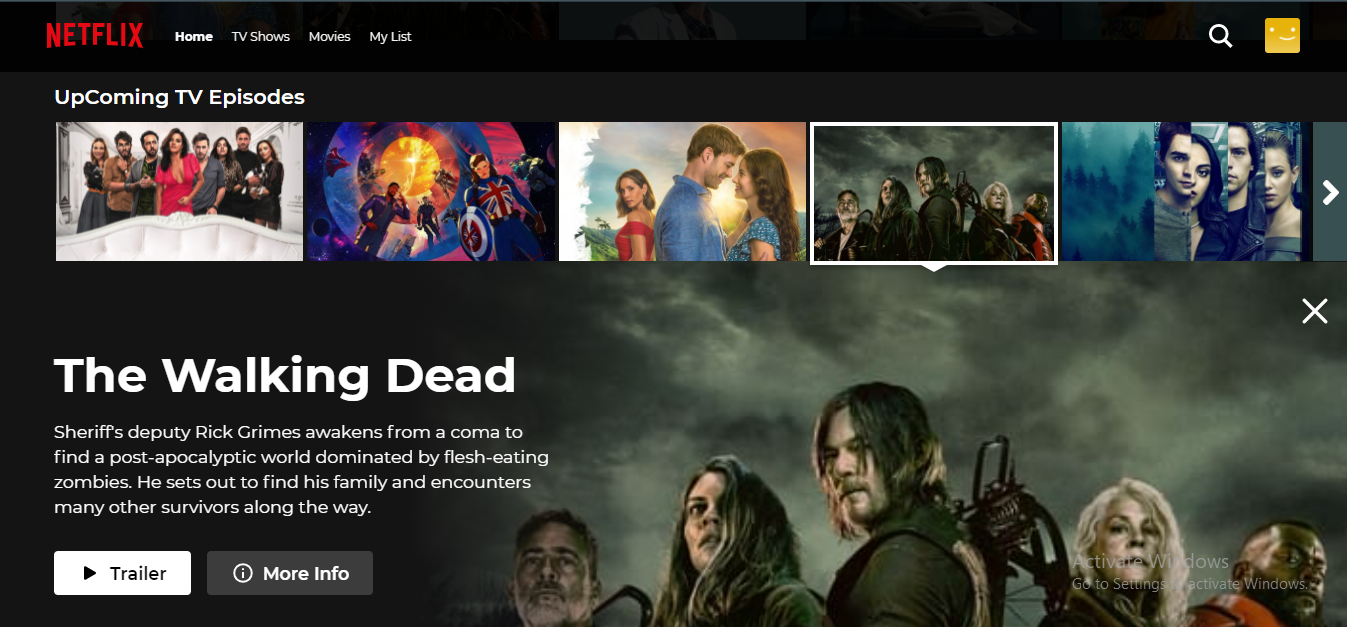 NETFLIX Home TV Shows Movies My List
UpComing TV Episodes
The Walking Dead
Sheriff's deputy Rick Grimes awakens from a coma to
find a post-apocalyptic world dominated by flesh-eating
zombies. He sets out to find his family and encounters
many other survivors along the way.
Trailer More Info
Activate Windows
Go to Settings to activate Windows.